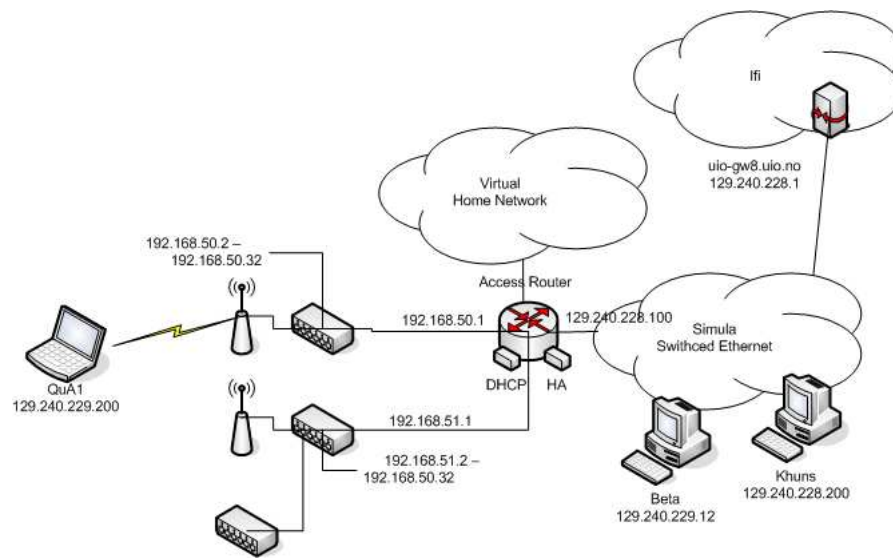 Ifi
uio-gw8.uio.no
129.240.228.1
Virtual
Home Network
192.168.50.2 –
192.168.50.32
Access Router
192.168.50.1
129.240.228.100
Simula
Swithced Ethernet
QuA1
129.240.229.200
DHCP
HA
192.168.51.1
192.168.51.2 –
192.168.50.32
Beta
129.240.229.12
Khuns
129.240.228.200